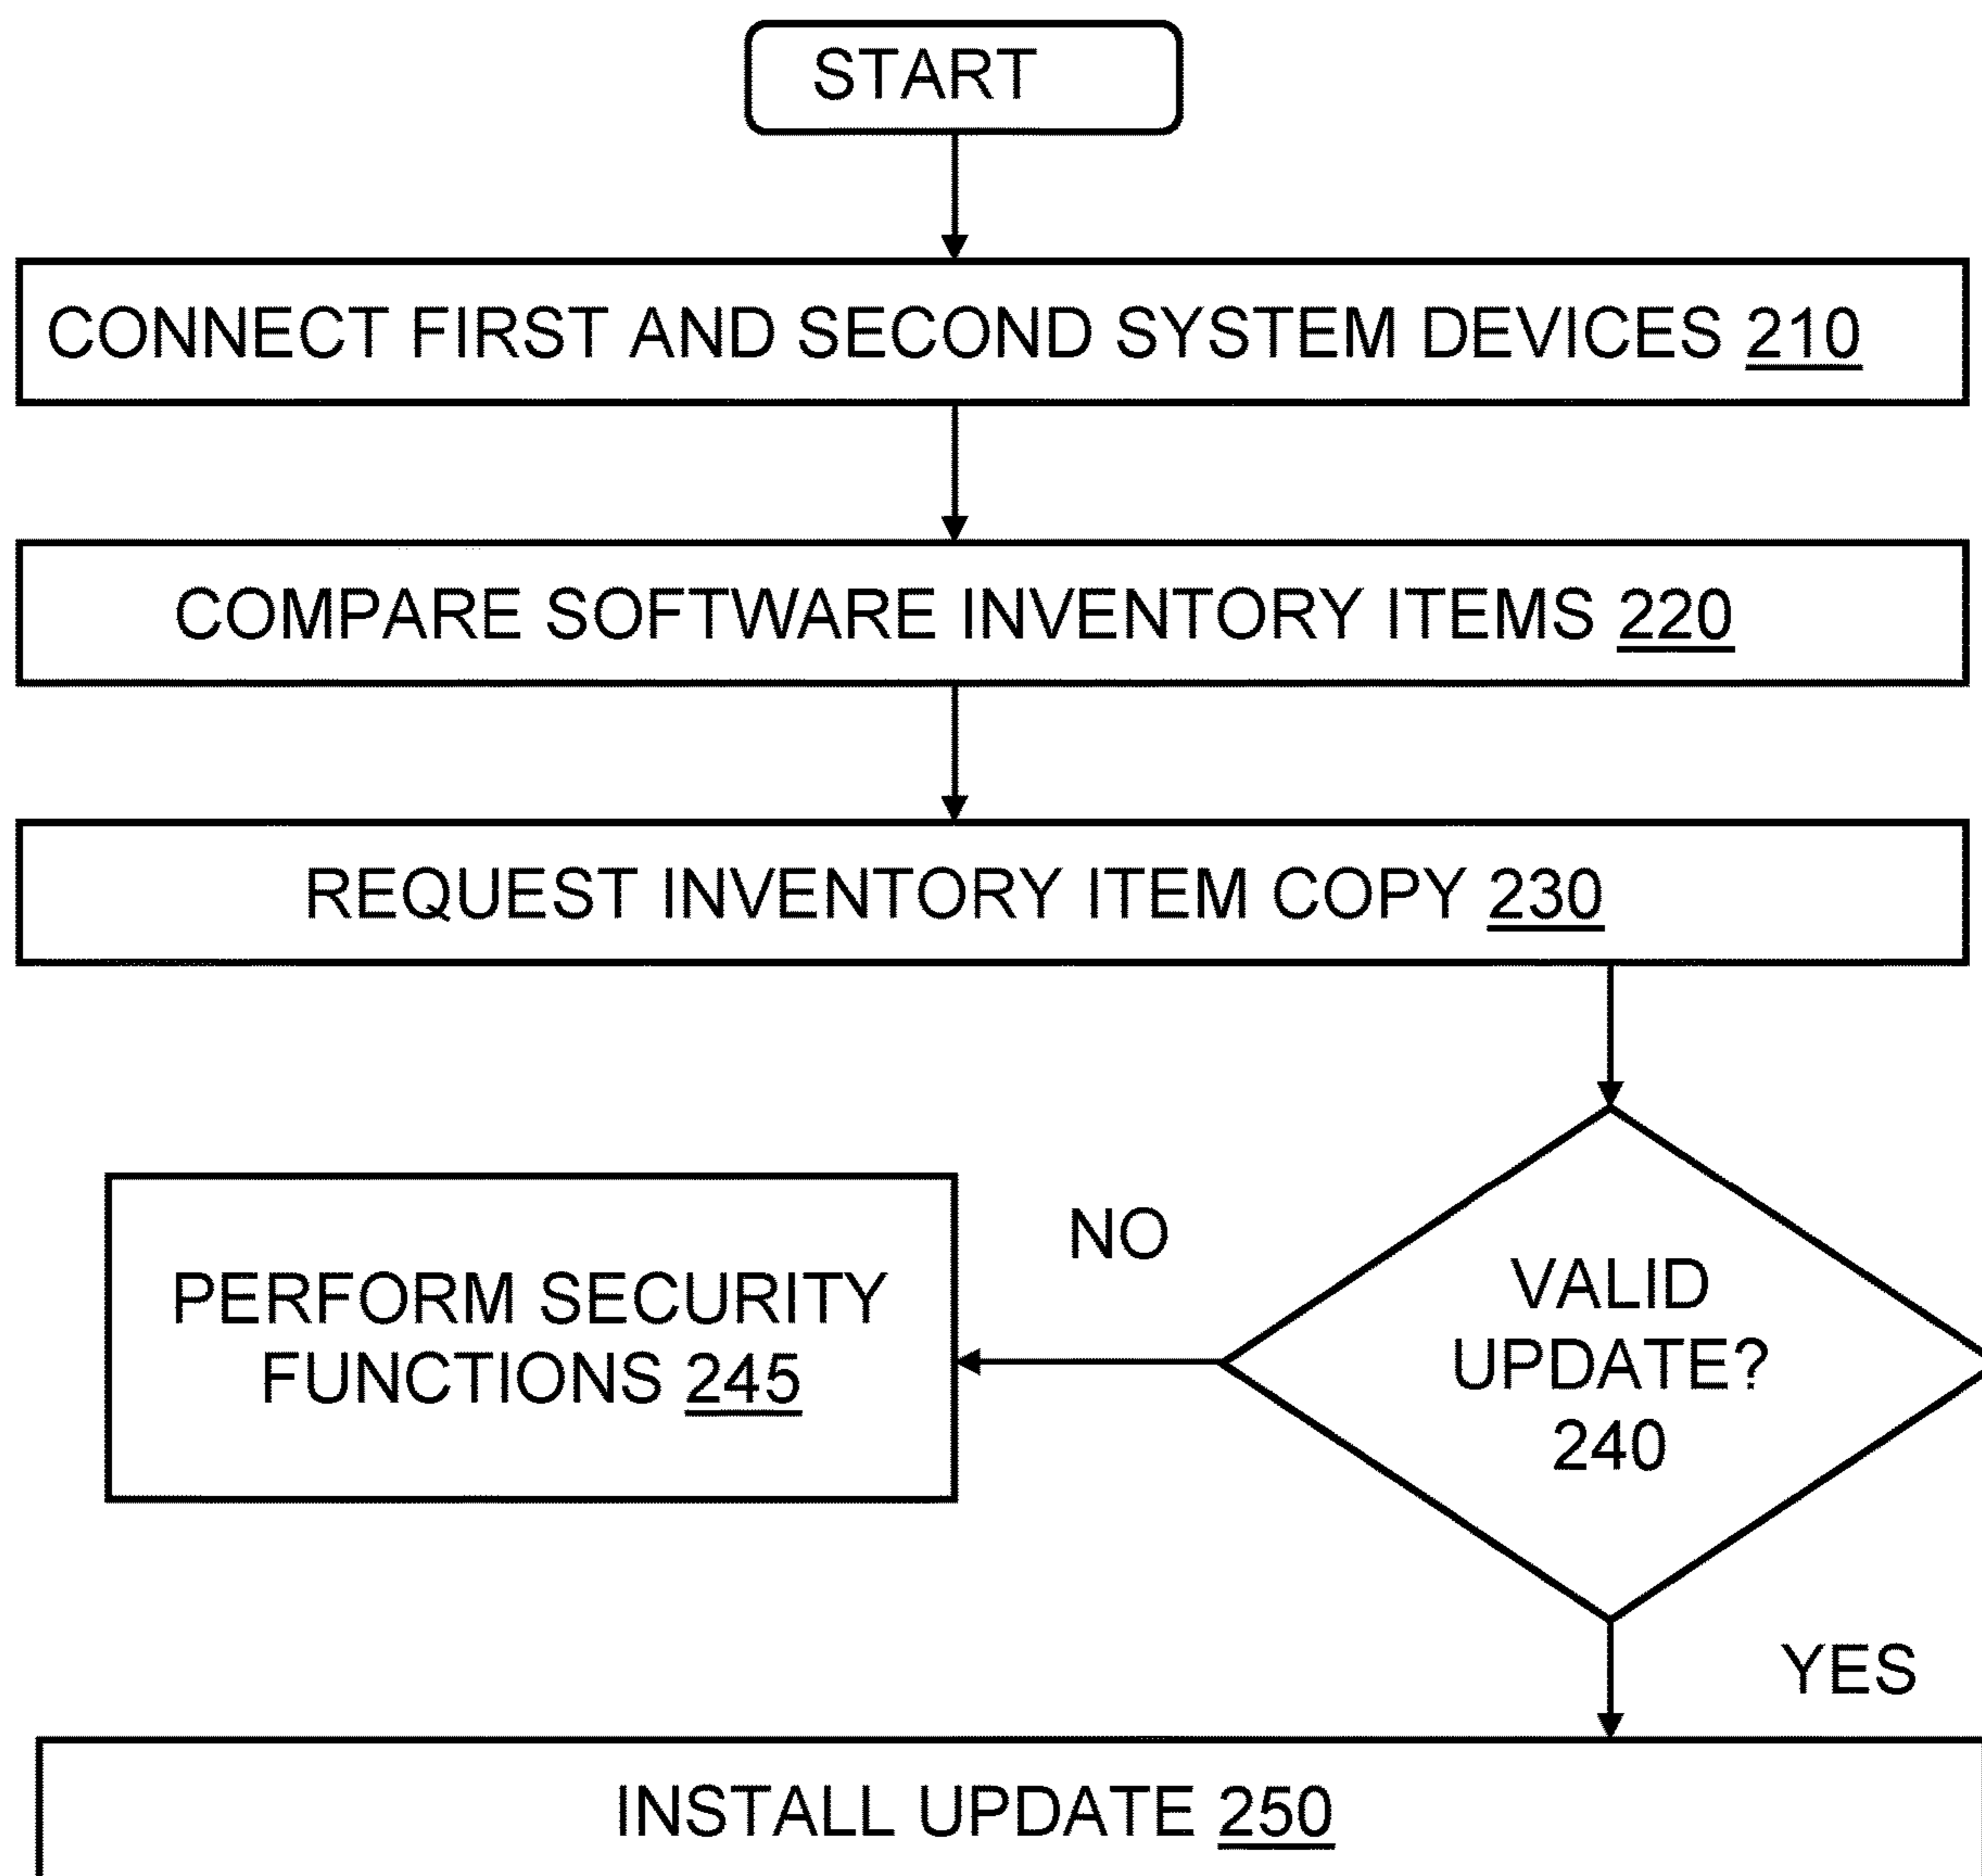 START
CONNECT FIRST AND SECOND SYSTEM DEVICES 210
COMPARE SOFTWARE INVENTORY ITEMS 220
REQUEST INVENTORY ITEM COPY 230
NO
PERFORM SECURITY
FUNCTIONS 245
VALID
UPDATE?
240
YES
INSTALL UPDATE 250